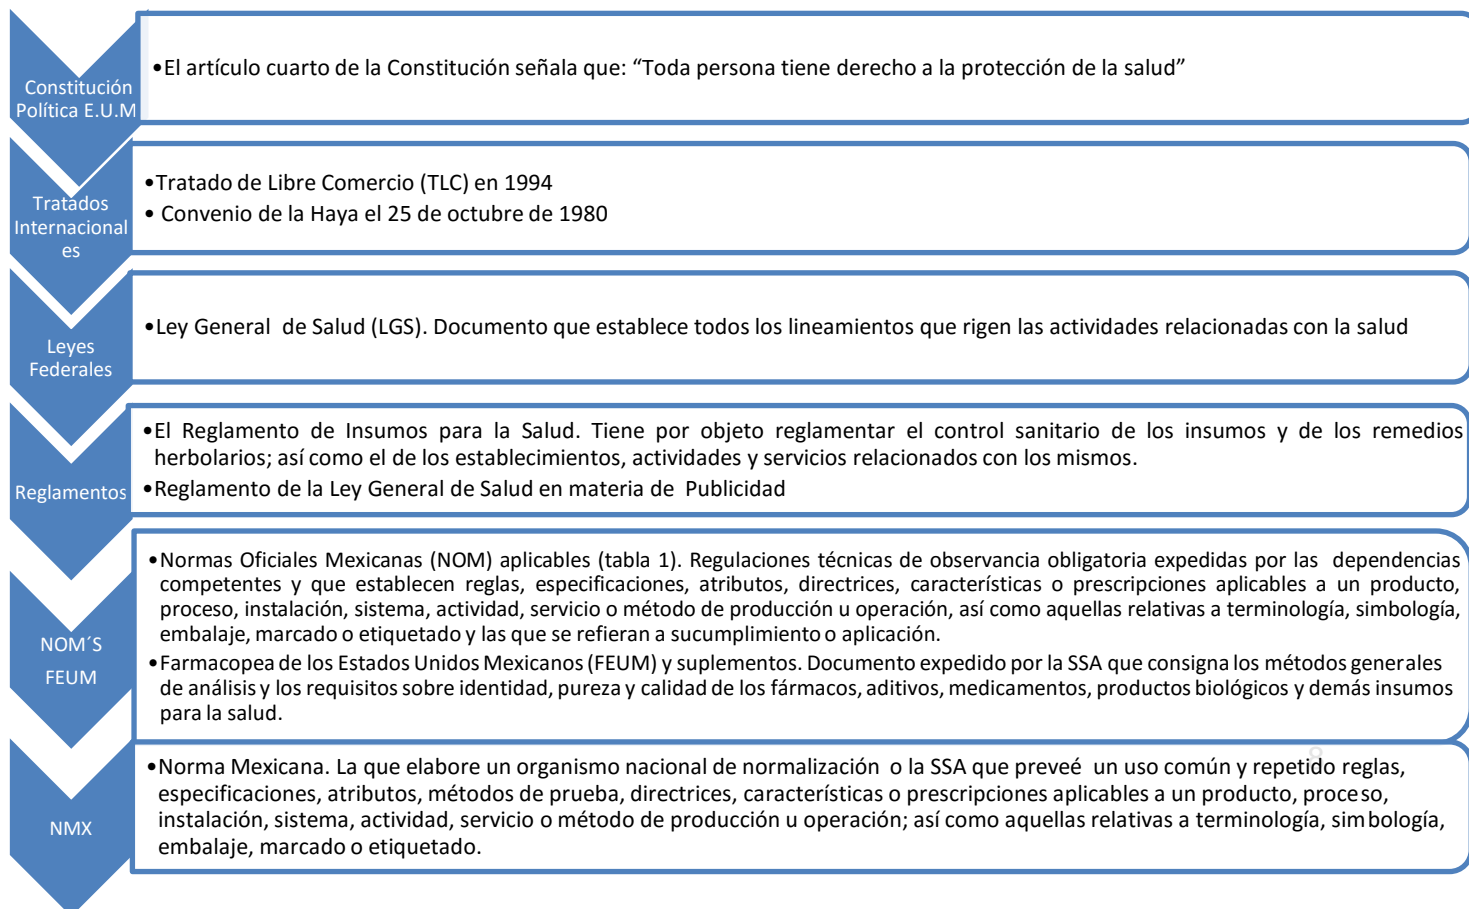 Constitución
Política E.U.M
•El artículo cuarto de la Constitución señala que: “Toda persona tiene derecho a la protección de la salud”
Tratados
Internacional
es
•Tratado de Libre Comercio (TLC) en 1994
• Convenio de la Haya el 25 de octubre de 1980
Leyes
Federales
•Ley General de Salud (LGS). Documento que establece todos los lineamientos que rigen las actividades relacionadas con la salud
Reglamentos
•El Reglamento de Insumos para la Salud. Tiene por objeto reglamentar el control sanitario de los insumos y de los remedios
herbolarios; así como el de los establecimientos, actividades y servicios relacionados con los mismos.
•Reglamento de la Ley General de Salud en materia de Publicidad
NOM´S
FEUM
•Normas Oficiales Mexicanas (NOM) aplicables (tabla 1). Regulaciones técnicas de observancia obligatoria expedidas por las dependencias
competentes y que establecen reglas, especificaciones, atributos, directrices, características o prescripciones aplicables a un producto,
proceso, instalación, sistema, actividad, servicio o método de producción u operación, así como aquellas relativas a terminología, simbología,
embalaje, marcado o etiquetado y las que se refieran a sucumplimiento o aplicación.
•Farmacopea de los Estados Unidos Mexicanos (FEUM) y suplementos. Documento expedido por la SSA que consigna los métodos generales
de análisis y los requisitos sobre identidad, pureza y calidad de los fármacos, aditivos, medicamentos, productos biológicos y demás insumos
para la salud.
8
NMX
•Norma Mexicana. La que elabore un organismo nacional de normalización o la SSA que preveé un uso común y repetido reglas,
especificaciones, atributos, métodos de prueba, directrices, características o prescripciones aplicables a un producto, proceso,
instalación, sistema, actividad, servicio o método de producción u operación; así como aquellas relativas a terminología, simbología,
embalaje, marcado o etiquetado.